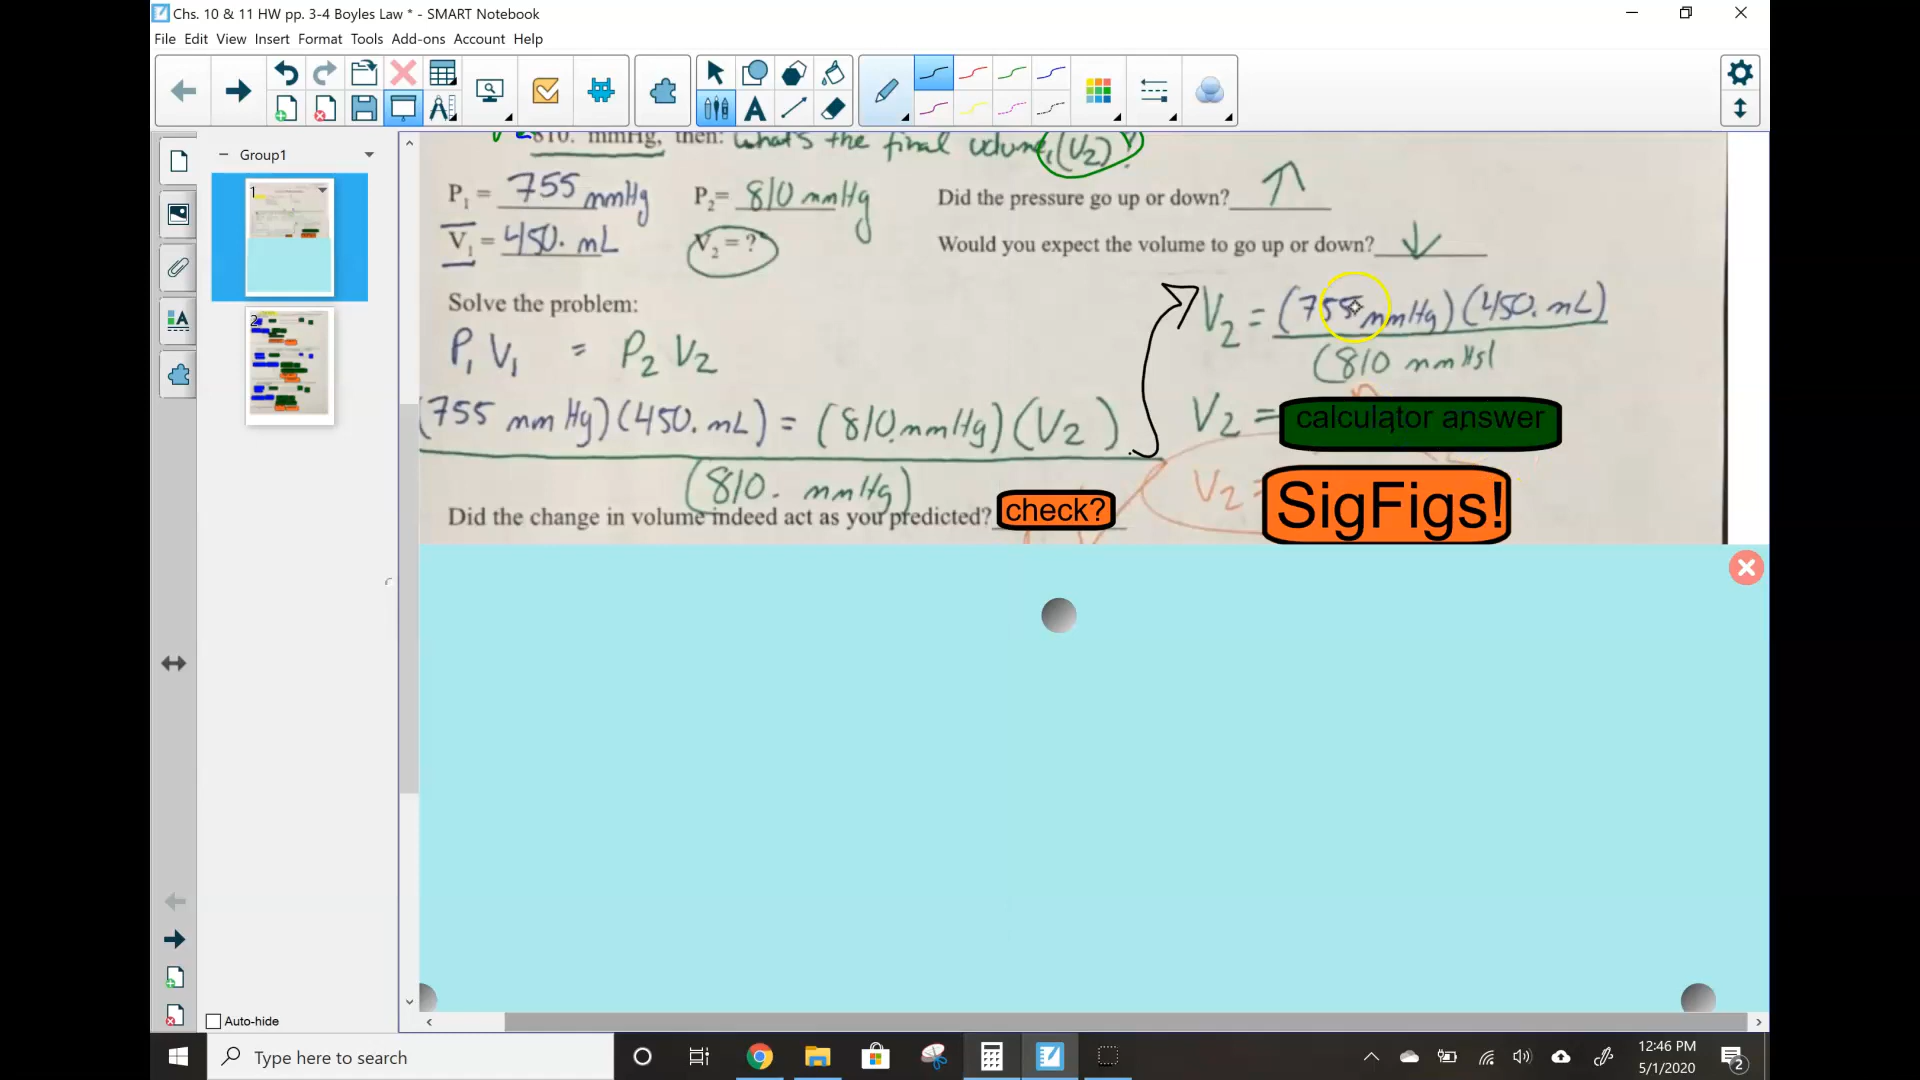 Chs. 10 & 11 HW pp. 3-4 Boyles Law * - SMART Notebook
File Edit View Insert Format Tools Add-ons Account Help
Group1
1
2
810. mmHg, then: What's the final volume, (V2)?
P1 = 755 mmHg P2= 810 mmHg Did the pressure go up or down? ↑
V1 = 450. mL V2 = ? Would you expect the volume to go up or down? ↓
Solve the problem:
V2 = (755 mmHg)(450. mL)
(810 mmHg)
P1 V1 = P2 V2
(755 mm Hg)(450. mL) = (810. mmHg)(V2)
(810. mmHg)
V2 = calculator answer
V2 = SigFigs!
Did the change in volume indeed act as you predicted? check?
Auto-hide
Type here to search
12:46 PM
5/1/2020
2